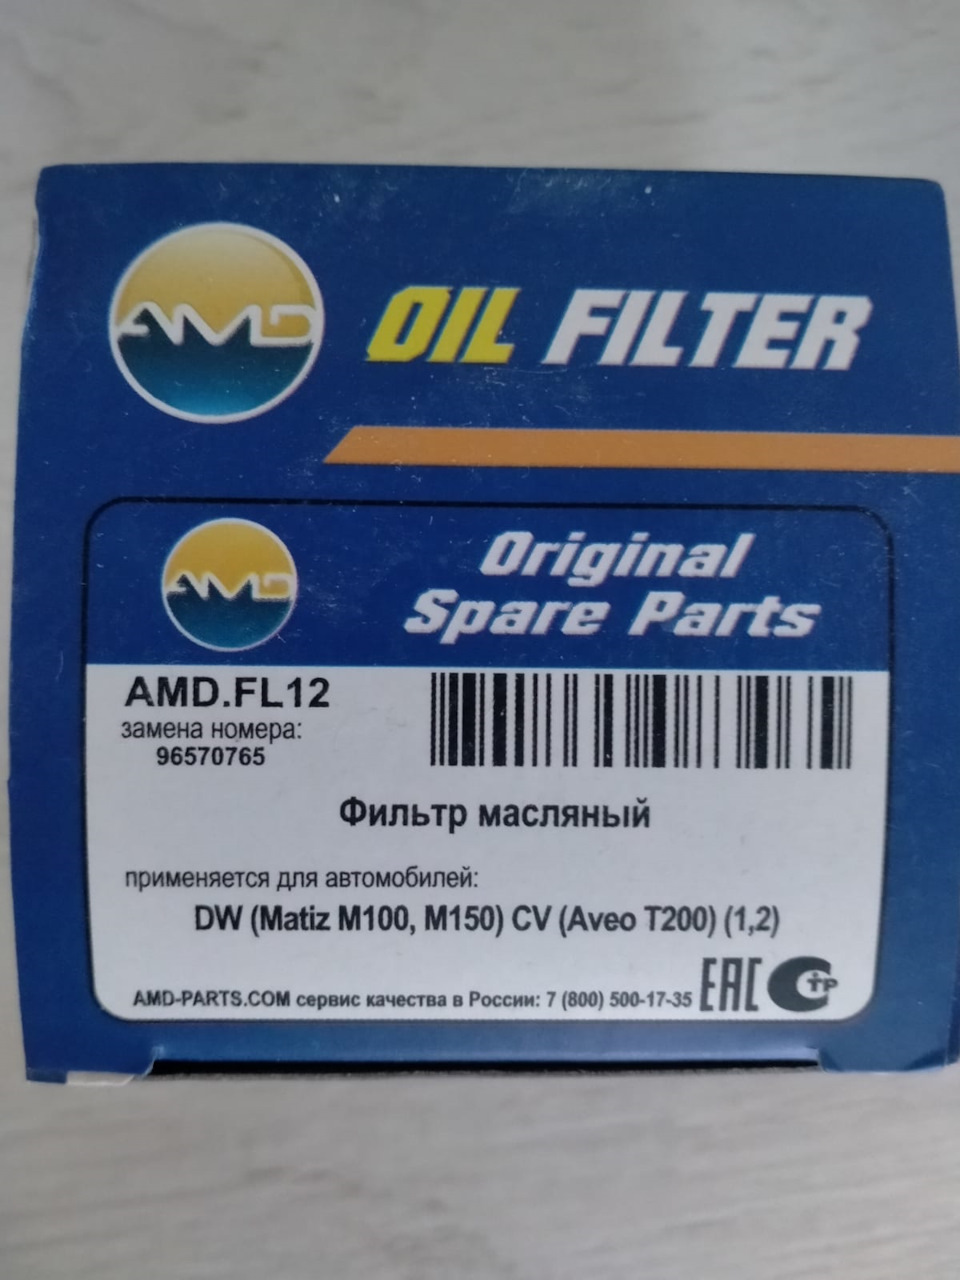 AMD
OIL FILTER
AMD
Original
Spare Parts
AMD.FL12
замена номера:
96570765
Фильтр масляный
применяется для автомобилей:
DW (Matiz M100, M150) CV (Aveo T200) (1,2)
AMD-PARTS.COM сервис качества в России: 7 (800) 500-17-35
EAC
СТР